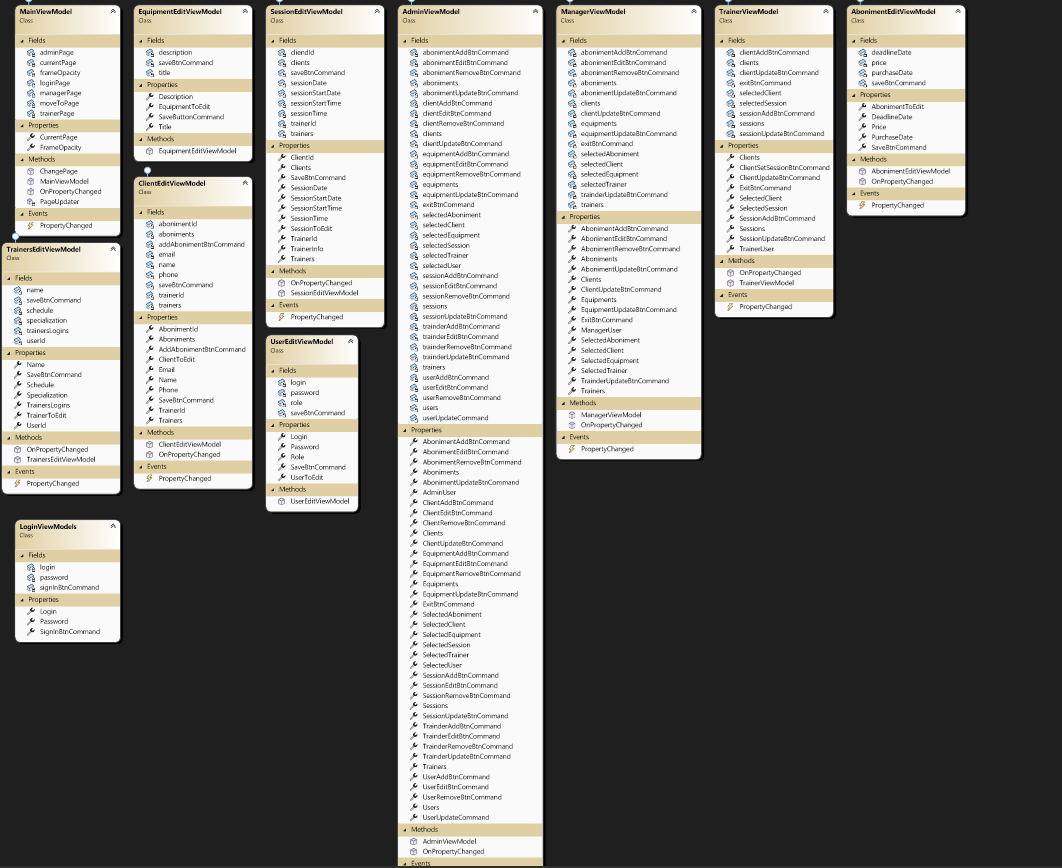 MainViewModel
Class
Fields
adminPage
currentPage
frameOpacity
loginPage
managerPage
moveToPage
trainerPage
Properties
CurrentPage
FrameOpacity
Methods
ChangePage
MainViewModel
OnPropertyChanged
PageUpdater
Events
PropertyChanged
TrainersEditViewModel
Class
Fields
name
saveBtnCommand
schedule
specialization
trainersLogins
userId
Properties
Name
SaveBtnCommand
Schedule
Specialization
TrainersLogins
TrainerToEdit
UserId
Methods
OnPropertyChanged
TrainersEditViewModel
Events
PropertyChanged
LoginViewModels
Class
Fields
login
password
signInBtnCommand
Properties
Login
Password
SignInBtnCommand
EquipmentEditViewModel
Class
Fields
description
saveBtnCommand
title
Properties
Description
EquipmentToEdit
SaveButtonCommand
Title
Methods
EquipmentEditViewModel
ClientEditViewModel
Class
Fields
abonimentId
aboniments
addAbonimentBtnCommand
email
name
phone
saveBtnCommand
trainerId
trainers
Properties
AbonimentId
Aboniments
AddAbonimentBtnCommand
ClientToEdit
Email
Name
Phone
SaveBtnCommand
TrainerId
Trainers
Methods
ClientEditViewModel
OnPropertyChanged
Events
PropertyChanged
SessionEditViewModel
Class
Fields
cliendId
clients
saveBtnCommand
sessionDate
sessionStartDate
sessionStartTime
sessionTime
trainerId
trainers
Properties
ClientId
Clients
SaveBtnCommand
SessionDate
SessionStartDate
SessionStartTime
SessionTime
SessionToEdit
TrainerId
TrainerInfo
Trainers
Methods
OnPropertyChanged
SessionEditViewModel
Events
PropertyChanged
UserEditViewModel
Class
Fields
login
password
role
saveBtnCommand
Properties
Login
Password
Role
SaveBtnCommand
UserToEdit
Methods
UserEditViewModel
AdminViewModel
Class
Fields
abonimentAddBtnCommand
abonimentEditBtnCommand
abonimentRemoveBtnCommand
aboniments
abonimentUpdateBtnCommand
clientAddBtnCommand
clientEditBtnCommand
clientRemoveBtnCommand
clients
clientUpdateBtnCommand
equipmentAddBtnCommand
equipmentEditBtnCommand
equipmentRemoveBtnCommand
equipments
equipmentUpdateBtnCommand
exitBtnCommand
selectedAboniment
selectedClient
selectedEquipment
selectedSession
selectedTrainer
selectedUser
sessionAddBtnCommand
sessionEditBtnCommand
sessionRemoveBtnCommand
sessions
sessionUpdateBtnCommand
trainderAddBtnCommand
trainderEditBtnCommand
trainderRemoveBtnCommand
trainderUpdateBtnCommand
trainers
userAddBtnCommand
userEditBtnCommand
userRemoveBtnCommand
users
userUpdateCommand
Properties
AbonimentAddBtnCommand
AbonimentEditBtnCommand
AbonimentRemoveBtnCommand
Aboniments
AbonimentUpdateBtnCommand
AdminUser
ClientAddBtnCommand
ClientEditBtnCommand
ClientRemoveBtnCommand
Clients
ClientUpdateBtnCommand
EquipmentAddBtnCommand
EquipmentEditBtnCommand
EquipmentRemoveBtnCommand
Equipments
EquipmentUpdateBtnCommand
ExitBtnCommand
SelectedAboniment
SelectedClient
SelectedEquipment
SelectedSession
SelectedTrainer
SelectedUser
SessionAddBtnCommand
SessionEditBtnCommand
SessionRemoveBtnCommand
Sessions
SessionUpdateBtnCommand
TrainderAddBtnCommand
TrainderEditBtnCommand
TrainderRemoveBtnCommand
TrainderUpdateBtnCommand
Trainers
UserAddBtnCommand
UserEditBtnCommand
UserRemoveBtnCommand
Users
UserUpdateCommand
Methods
AdminViewModel
OnPropertyChanged
Events
ManagerViewModel
Class
Fields
abonimentAddBtnCommand
abonimentEditBtnCommand
abonimentRemoveBtnCommand
aboniments
abonimentUpdateBtnCommand
clients
clientUpdateBtnCommand
equipments
equipmentUpdateBtnCommand
exitBtnCommand
selectedAboniment
selectedClient
selectedEquipment
selectedTrainer
trainderUpdateBtnCommand
trainers
Properties
AbonimentAddBtnCommand
AbonimentEditBtnCommand
AbonimentRemoveBtnCommand
Aboniments
AbonimentUpdateBtnCommand
Clients
ClientUpdateBtnCommand
Equipments
EquipmentUpdateBtnCommand
ExitBtnCommand
ManagerUser
SelectedAboniment
SelectedClient
SelectedEquipment
SelectedTrainer
TrainderUpdateBtnCommand
Trainers
Methods
ManagerViewModel
OnPropertyChanged
Events
PropertyChanged
TrainerViewModel
Class
Fields
clientAddBtnCommand
clients
clientUpdateBtnCommand
exitBtnCommand
selectedClient
selectedSession
sessionAddBtnCommand
sessions
sessionUpdateBtnCommand
Properties
Clients
ClientSetSessionBtnCommand
ClientUpdateBtnCommand
ExitBtnCommand
SelectedClient
SelectedSession
SessionAddBtnCommand
Sessions
SessionUpdateBtnCommand
TrainerUser
Methods
OnPropertyChanged
TrainerViewModel
Events
PropertyChanged
AbonimentEditViewModel
Class
Fields
deadlineDate
price
purchaseDate
saveBtnCommand
Properties
AbonimentToEdit
DeadlineDate
Price
PurchaseDate
SaveBtnCommand
Methods
AbonimentEditViewModel
OnPropertyChanged
Events
PropertyChanged